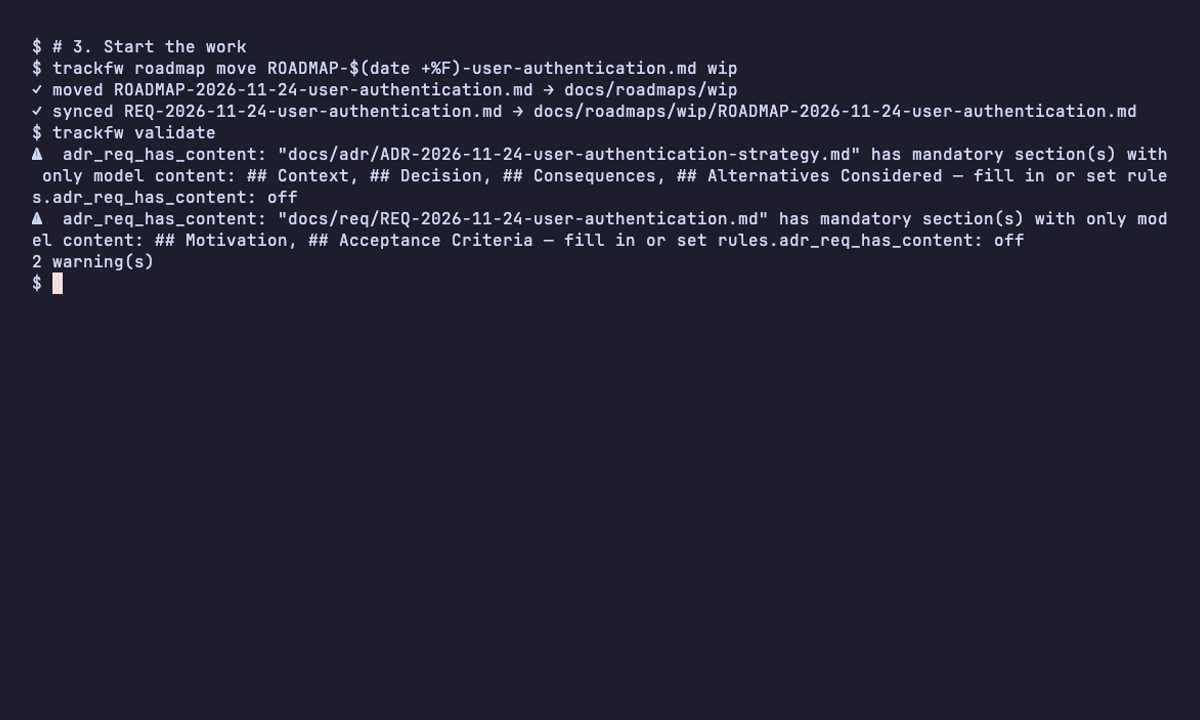 $ # 3. Start the work
$ trackfw roadmap move ROADMAP-$(date +%F)-user-authentication.md wip
✓ moved ROADMAP-2026-11-24-user-authentication.md → docs/roadmaps/wip
✓ synced REQ-2026-11-24-user-authentication.md → docs/roadmaps/wip/ROADMAP-2026-11-24-user-authentication.md
$ trackfw validate
⚠  adr_req_has_content: "docs/adr/ADR-2026-11-24-user-authentication-strategy.md" has mandatory section(s) with
 only model content: ## Context, ## Decision, ## Consequences, ## Alternatives Considered — fill in or set rule
s.adr_req_has_content: off
⚠  adr_req_has_content: "docs/req/REQ-2026-11-24-user-authentication.md" has mandatory section(s) with only mod
el content: ## Motivation, ## Acceptance Criteria — fill in or set rules.adr_req_has_content: off
2 warning(s)
$